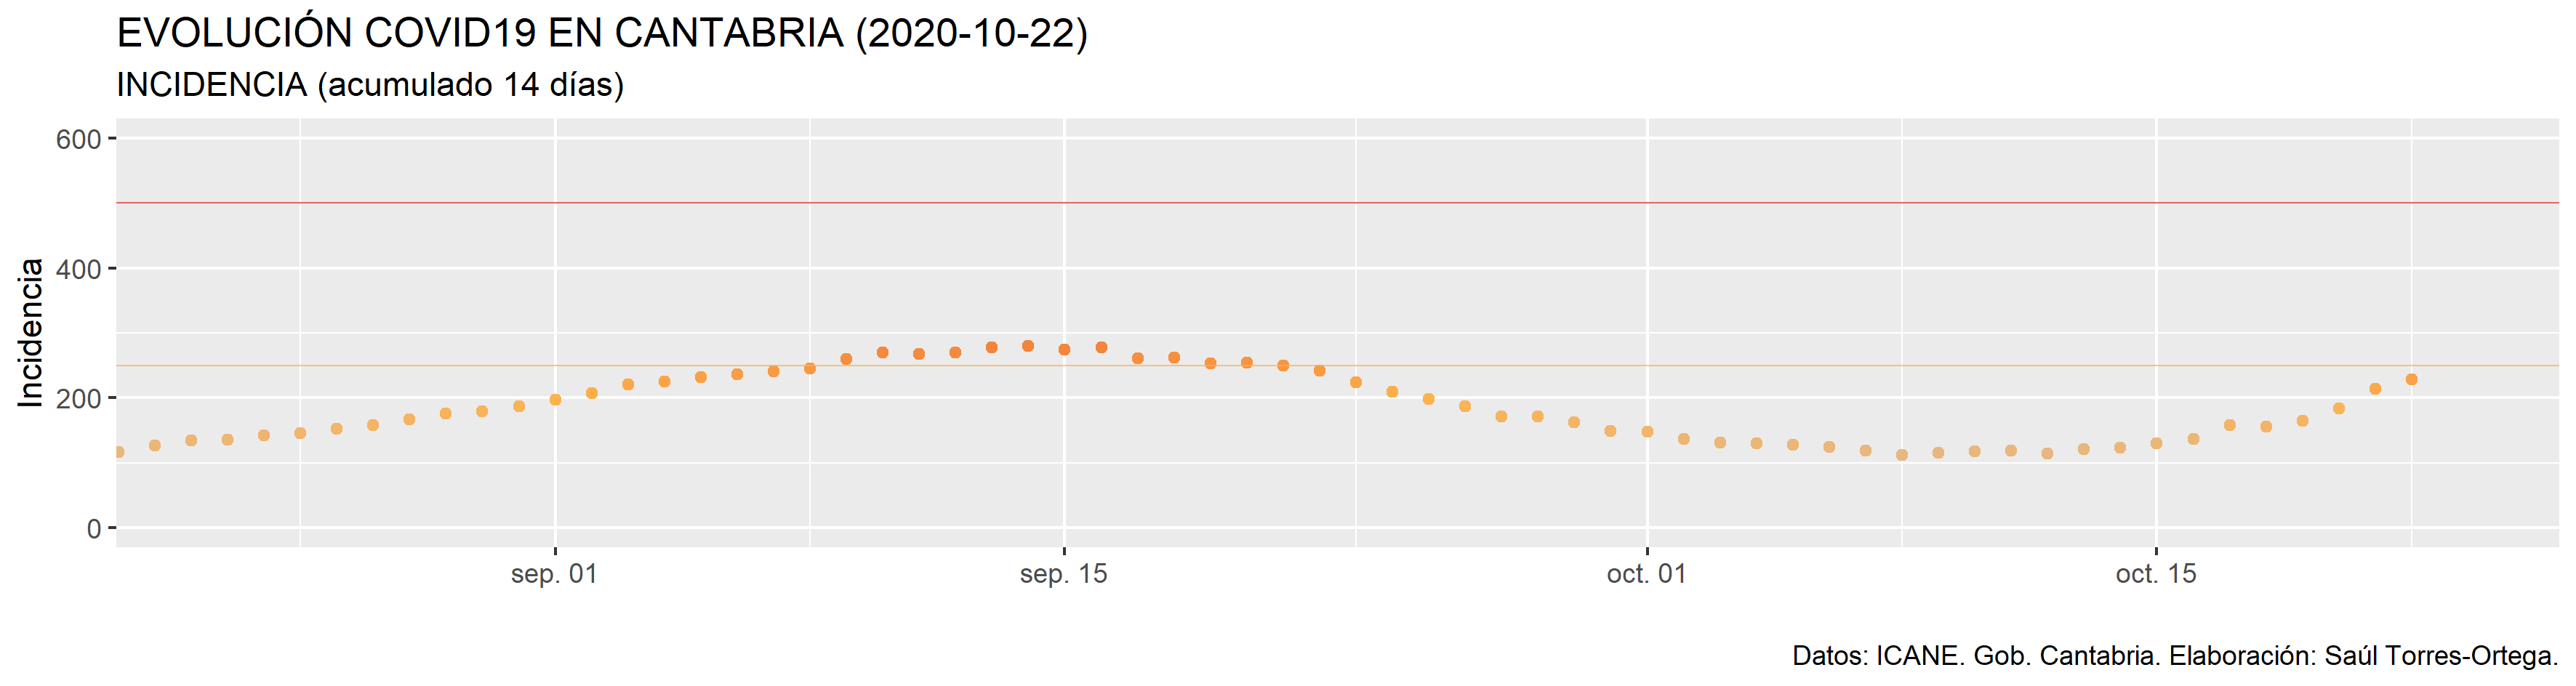 EVOLUCIÓN COVID19 EN CANTABRIA (2020-10-22)
INCIDENCIA (acumulado 14 días)
Incidencia
600
400
200
0
sep. 01
sep. 15
oct. 01
oct. 15
Datos: ICANE. Gob. Cantabria. Elaboración: Saúl Torres-Ortega.